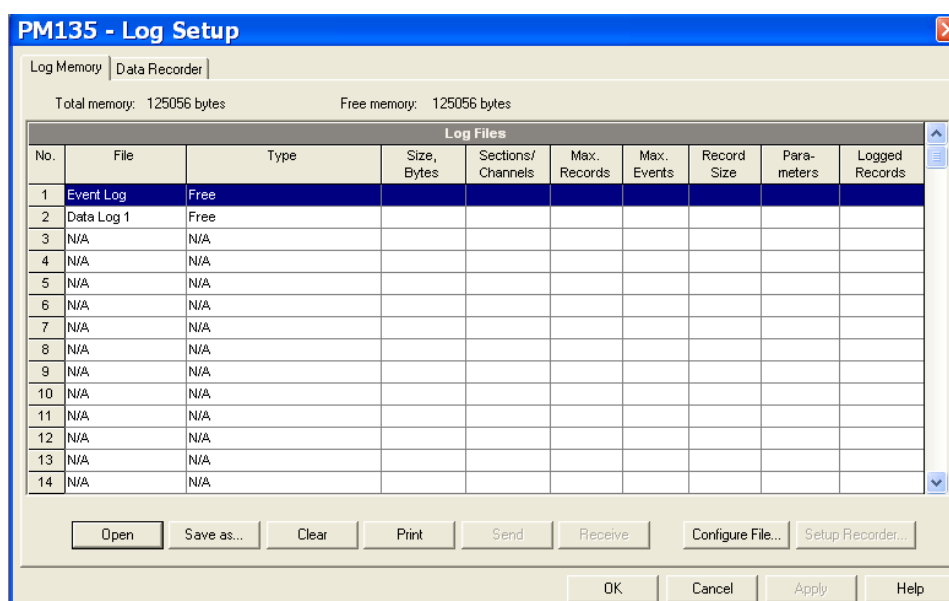 PM135 - Log Setup
Log Memory Data Recorder
Total memory: 125056 bytes Free memory: 125056 bytes
Log Files
No. File Type Size, Bytes Sections/ Channels Max. Records Max. Events Record Size Para- meters Logged Records
1 Event Log Free
2 Data Log 1 Free
3 N/A N/A
4 N/A N/A
5 N/A N/A
6 N/A N/A
7 N/A N/A
8 N/A N/A
9 N/A N/A
10 N/A N/A
11 N/A N/A
12 N/A N/A
13 N/A N/A
14 N/A N/A
Open Save as... Clear Print Send Receive Configure File... Setup Recorder...
OK Cancel Apply Help